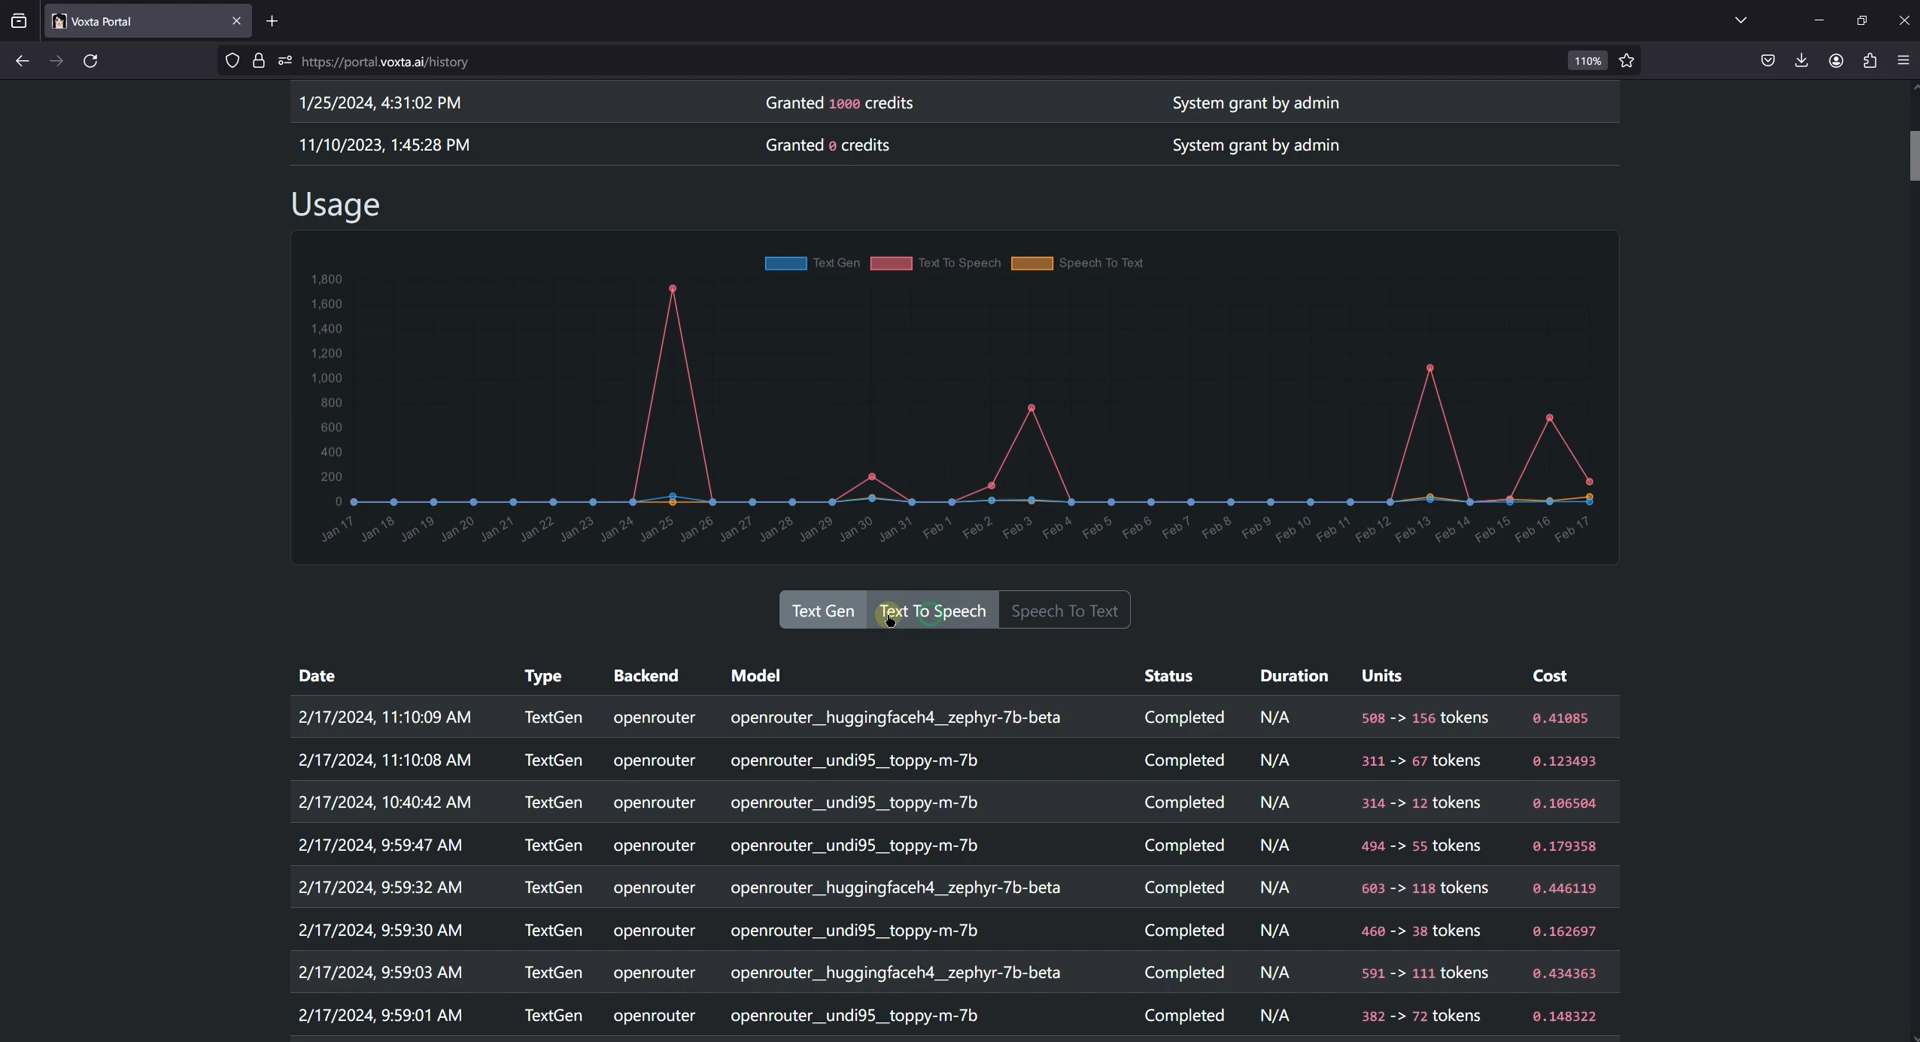 Voxta Portal
https://portal.voxta.ai/history
110%
1/25/2024, 4:31:02 PM Granted 1000 credits System grant by admin
11/10/2023, 1:45:28 PM Granted 0 credits System grant by admin
Usage
Text Gen Text To Speech Speech To Text
1,800
1,600
1,400
1,200
1,000
800
600
400
200
0
Jan 17 Jan 18 Jan 19 Jan 20 Jan 21 Jan 22 Jan 23 Jan 24 Jan 25 Jan 26 Jan 27 Jan 28 Jan 29 Jan 30 Jan 31 Feb 1 Feb 2 Feb 3 Feb 4 Feb 5 Feb 6 Feb 7 Feb 8 Feb 9 Feb 10 Feb 11 Feb 12 Feb 13 Feb 14 Feb 15 Feb 16 Feb 17
Text Gen Text To Speech Speech To Text
Date Type Backend Model Status Duration Units Cost
2/17/2024, 11:10:09 AM TextGen openrouter openrouter__huggingfaceh4__zephyr-7b-beta Completed N/A 508 -> 156 tokens 0.41085
2/17/2024, 11:10:08 AM TextGen openrouter openrouter__undi95__toppy-m-7b Completed N/A 311 -> 67 tokens 0.123493
2/17/2024, 10:40:42 AM TextGen openrouter openrouter__undi95__toppy-m-7b Completed N/A 314 -> 12 tokens 0.106504
2/17/2024, 9:59:47 AM TextGen openrouter openrouter__undi95__toppy-m-7b Completed N/A 494 -> 55 tokens 0.179358
2/17/2024, 9:59:32 AM TextGen openrouter openrouter__huggingfaceh4__zephyr-7b-beta Completed N/A 603 -> 118 tokens 0.446119
2/17/2024, 9:59:30 AM TextGen openrouter openrouter__undi95__toppy-m-7b Completed N/A 460 -> 38 tokens 0.162697
2/17/2024, 9:59:03 AM TextGen openrouter openrouter__huggingfaceh4__zephyr-7b-beta Completed N/A 591 -> 111 tokens 0.434363
2/17/2024, 9:59:01 AM TextGen openrouter openrouter__undi95__toppy-m-7b Completed N/A 382 -> 72 tokens 0.148322